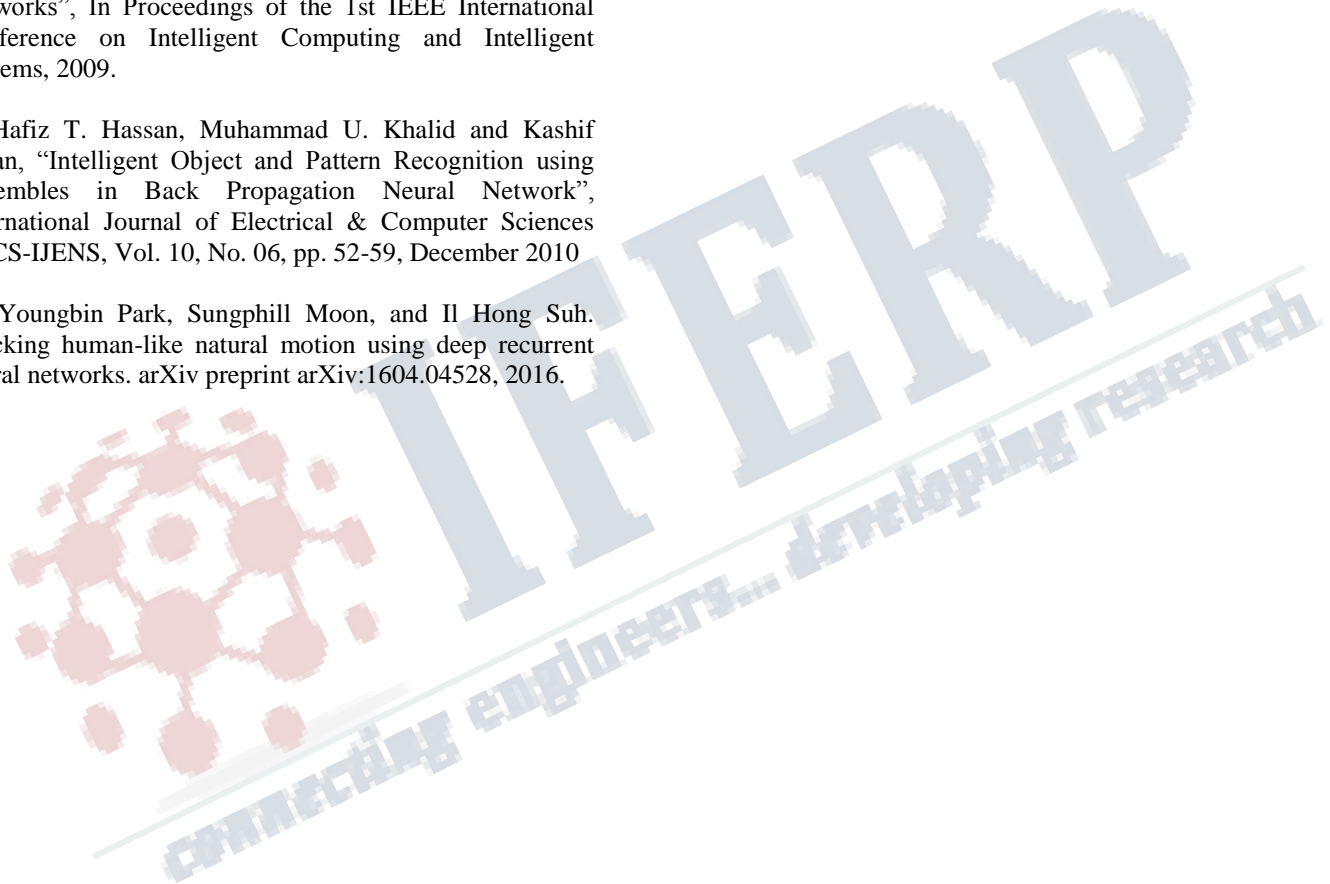 works”, In Proceedings of the 1st IEEE International
ference on Intelligent Computing and Intelligent
ems, 2009.
Hafiz T. Hassan, Muhammad U. Khalid and Kashif
an, “Intelligent Object and Pattern Recognition using
embles in Back Propagation Neural Network”,
rnational Journal of Electrical & Computer Sciences
CS-IJENS, Vol. 10, No. 06, pp. 52-59, December 2010
Youngbin Park, Sungphill Moon, and Il Hong Suh.
cking human-like natural motion using deep recurrent
ral networks. arXiv preprint arXiv:1604.04528, 2016.
IFERP
connecting engineers... developing research